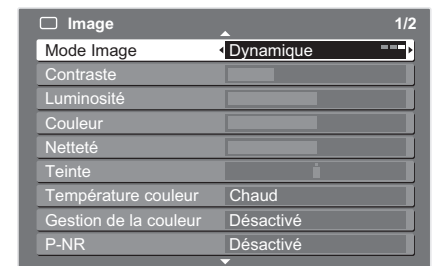 Image 1/2
Mode Image Dynamique
Contraste
Luminosité
Couleur
Netteté
Teinte
Température couleur Chaud
Gestion de la couleur Désactivé
P-NR Désactivé